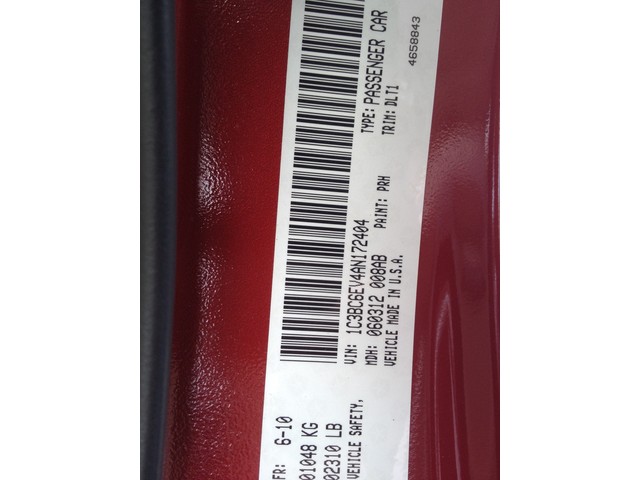 FR: 6-10
01048 KG
02310 LB
VEHICLE SAFETY,
VIN: 1C3BC6EV4AN172404
TYPE: PASSENGER CAR
MDH: 060312 008AB
PAINT: PRH
TRIM: DLT1
VEHICLE MADE IN U.S.A.
4658843